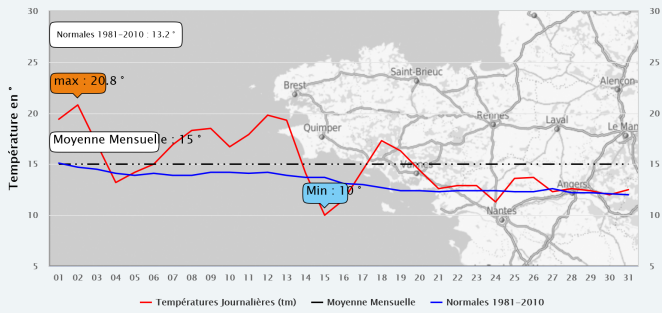 30
30
Normales 1981-2010 : 13.2 °
25
25
max : 20.8 °
Saint-Brieuc
Brest
Alençon
20
20
Température en °
Quimper
Rennes
Laval
Le Man
Moyenne Mensuelle : 15 °
15
15
Vannes
Min : 10 °
Angers
Nantes
10
10
5
5
01 02 03 04 05 06 07 08 09 10 11 12 13 14 15 16 17 18 19 20 21 22 23 24 25 26 27 28 29 30 31
Températures Journalières (tm) Moyenne Mensuelle Normales 1981-2010